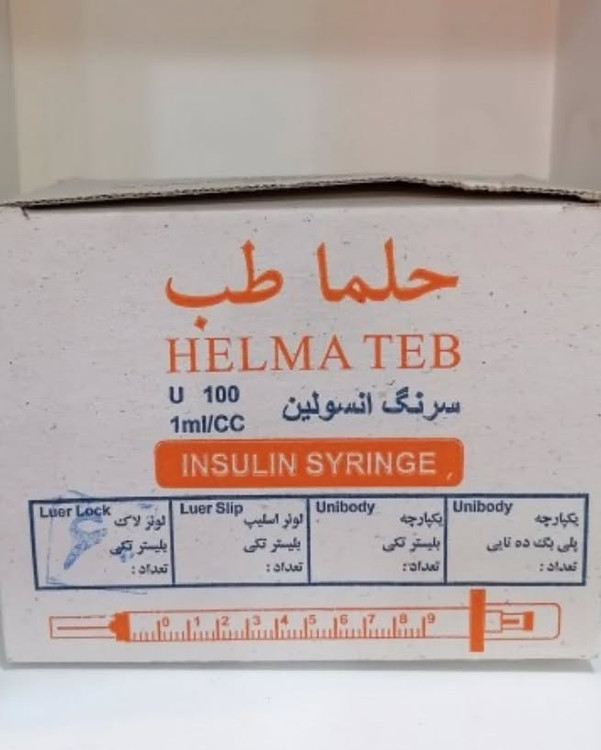 حلما طب
HELMA TEB
U 100
1ml/CC
سرنگ انسولین
INSULIN SYRINGE
Luer Lock
لوئر لاک
بلیستر تکی
تعداد :
Luer Slip
لوئر اسلیپ
بلیستر تکی
تعداد :
Unibody
یکپارچه
بلیستر تکی
تعداد :
Unibody
یکپارچه
پلی بگ ده تایی
تعداد :
0 1 2 3 4 5 6 7 8 9